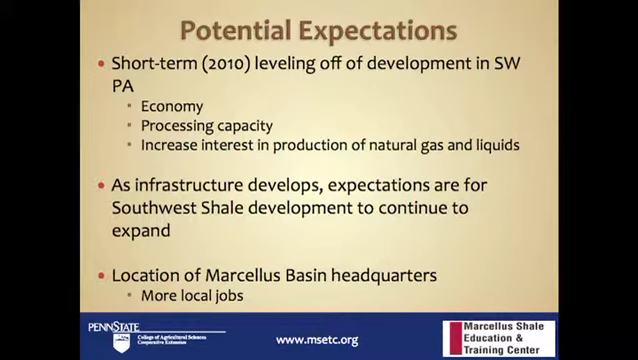 Potential Expectations
• Short-term (2010) leveling off of development in SW
PA
▪ Economy
▪ Processing capacity
▪ Increase interest in production of natural gas and liquids
• As infrastructure develops, expectations are for
Southwest Shale development to continue to
expand
• Location of Marcellus Basin headquarters
▪ More local jobs
PENNSTATE
College of Agricultural Sciences
Cooperative Extension
www.msetc.org
Marcellus Shale
Education &
Training Center